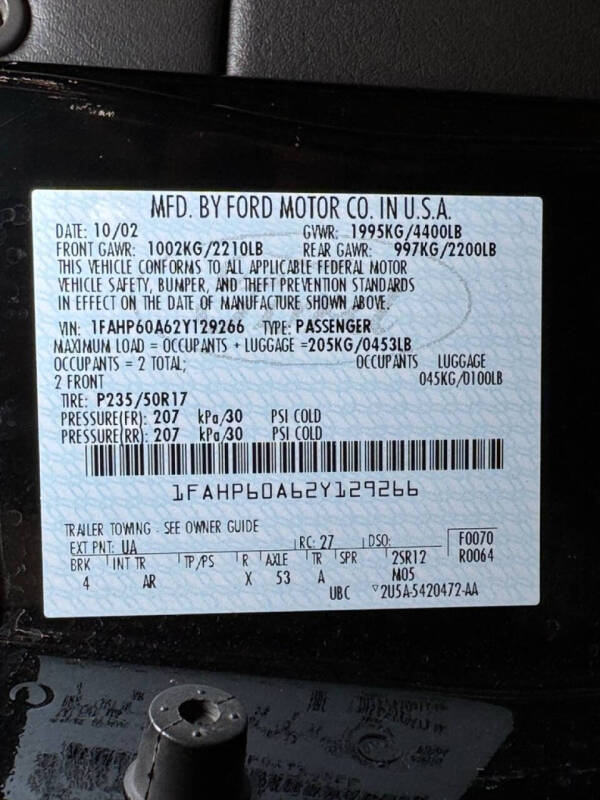 MFD. BY FORD MOTOR CO. IN U.S.A.
DATE: 10/02 GVWR: 1995KG/4400LB
FRONT GAWR: 1002KG/2210LB REAR GAWR: 997KG/2200LB
THIS VEHICLE CONFORMS TO ALL APPLICABLE FEDERAL MOTOR
VEHICLE SAFETY, BUMPER, AND THEFT PREVENTION STANDARDS
IN EFFECT ON THE DATE OF MANUFACTURE SHOWN ABOVE.
VIN: 1FAHP60A62Y129266 TYPE: PASSENGER
MAXIMUM LOAD = OCCUPANTS + LUGGAGE =205KG/0453LB
OCCUPANTS = 2 TOTAL; OCCUPANTS LUGGAGE
2 FRONT 045KG/0100LB
TIRE: P235/50R17
PRESSURE(FR): 207 kPa/30 PSI COLD
PRESSURE(RR): 207 kPa/30 PSI COLD
1FAHP60A62Y129266
TRAILER TOWING - SEE OWNER GUIDE
EXT PNT: UA RC: 27 DSO: F0070
BRK INT TR TP/PS R AXLE TR SPR 2SR12 R0064
4 AR X 53 A M05
UBC 2U5A-5420472-AA